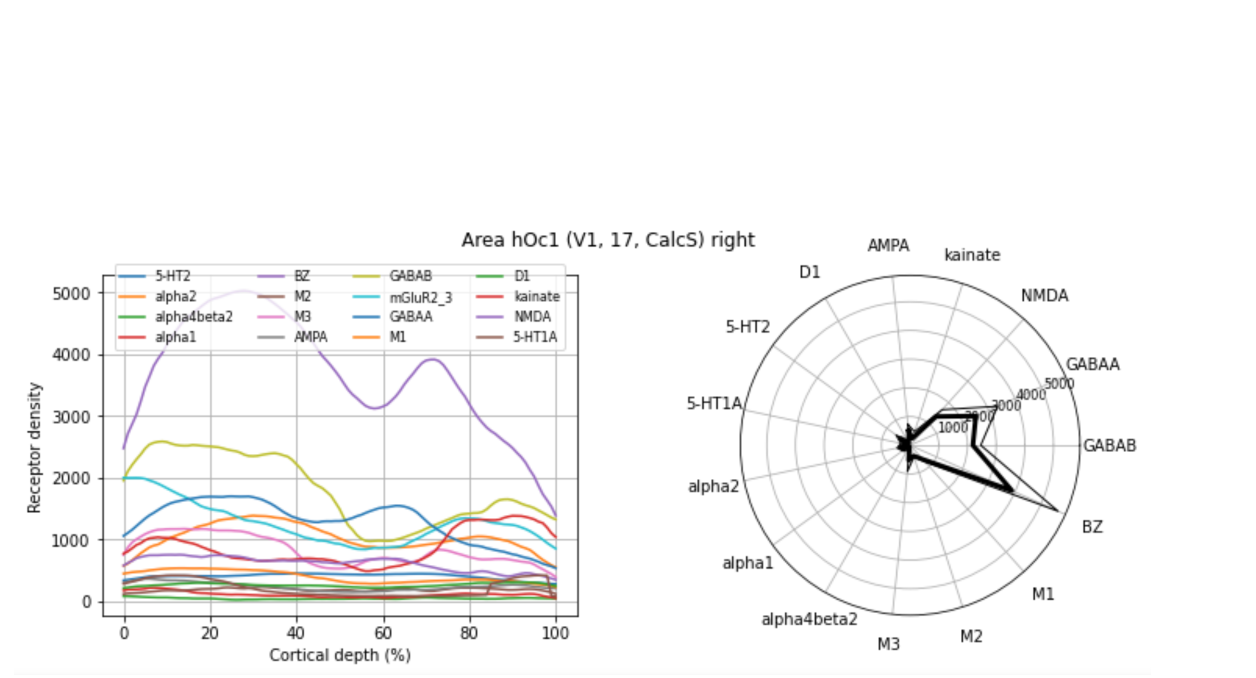 Area hOc1 (V1, 17, CalcS) right
5-HT2 BZ GABAB D1
alpha2 M2 mGluR2_3 kainate
alpha4beta2 M3 GABAA NMDA
alpha1 AMPA M1 5-HT1A
5000
4000
3000
2000
1000
0
0 20 40 60 80 100
Receptor density
Cortical depth (%)
AMPA
kainate
NMDA
GABAA
GABAB
BZ
M1
M2
M3
alpha4beta2
alpha1
alpha2
5-HT1A
5-HT2
D1
1000
2000
3000
4000
5000